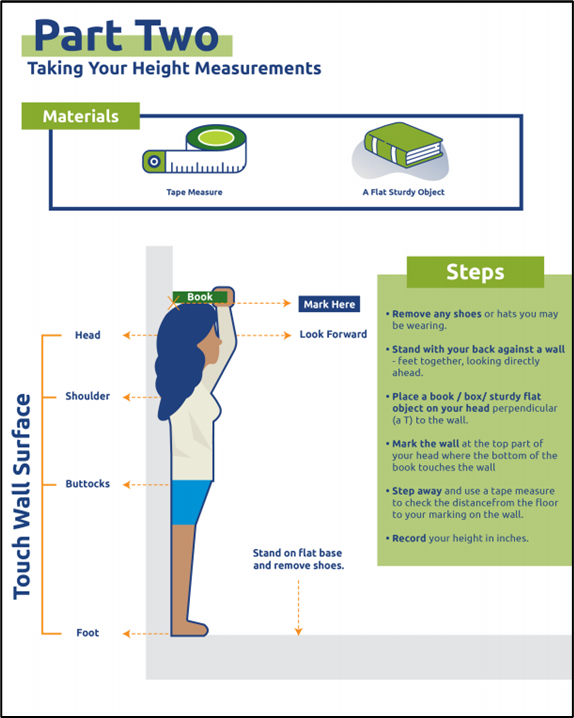 Part Two
Taking Your Height Measurements
Materials
Tape Measure
A Flat Sturdy Object
Book
Mark Here
Look Forward
Touch Wall Surface
Head
Shoulder
Buttocks
Foot
Stand on flat base
and remove shoes.
Steps
• Remove any shoes or hats you may
be wearing.
• Stand with your back against a wall
- feet together, looking directly
ahead.
• Place a book / box/ sturdy flat
object on your head perpendicular
(a T) to the wall.
• Mark the wall at the top part of
your head where the bottom of the
book touches the wall
• Step away and use a tape measure
to check the distancefrom the floor
to your marking on the wall.
• Record your height in inches.